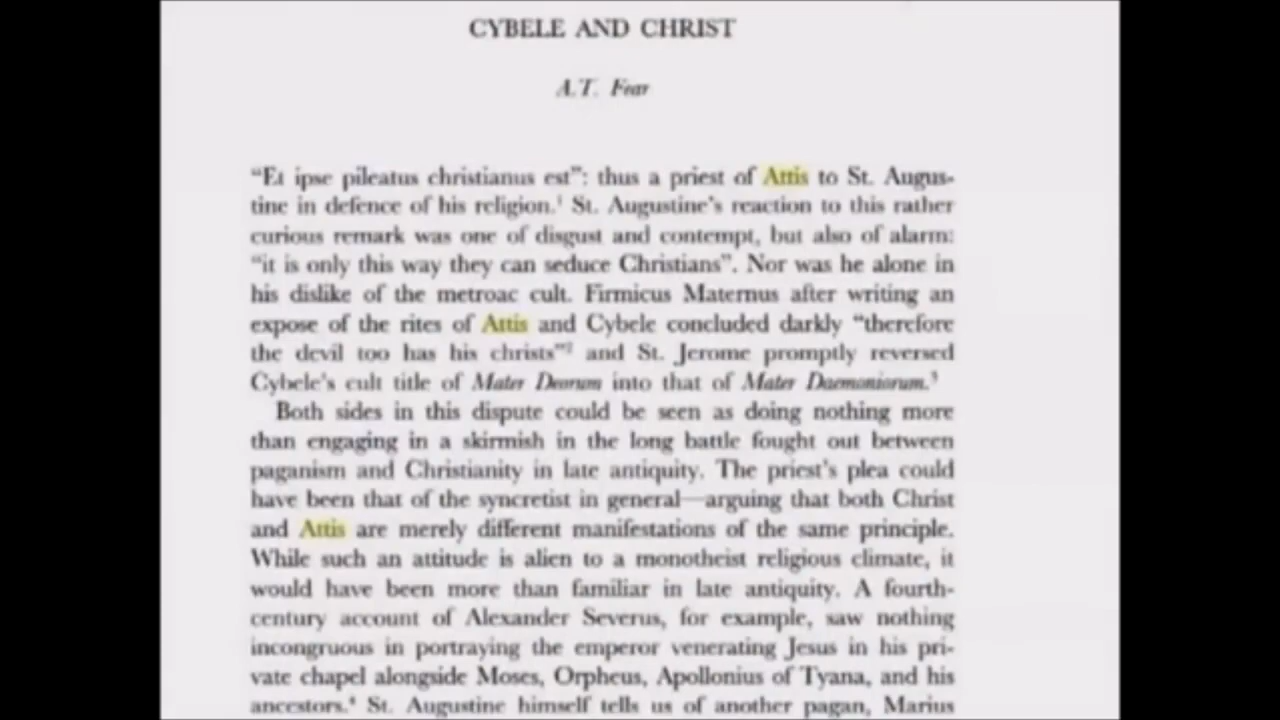 CYBELE AND CHRIST
A.T. Fear
“Et ipse pileatus christianus est”: thus a priest of Attis to St. Augus-
tine in defence of his religion.¹ St. Augustine’s reaction to this rather
curious remark was one of disgust and contempt, but also of alarm:
“it is only this way they can seduce Christians”. Nor was he alone in
his dislike of the metroac cult. Firmicus Maternus after writing an
expose of the rites of Attis and Cybele concluded darkly “therefore
the devil too has his christs”² and St. Jerome promptly reversed
Cybele’s cult title of Mater Deorum into that of Mater Daemoniorum.³
Both sides in this dispute could be seen as doing nothing more
than engaging in a skirmish in the long battle fought out between
paganism and Christianity in late antiquity. The priest’s plea could
have been that of the syncretist in general—arguing that both Christ
and Attis are merely different manifestations of the same principle.
While such an attitude is alien to a monotheist religious climate, it
would have been more than familiar in late antiquity. A fourth-
century account of Alexander Severus, for example, saw nothing
incongruous in portraying the emperor venerating Jesus in his pri-
vate chapel alongside Moses, Orpheus, Apollonius of Tyana, and his
ancestors.⁴ St. Augustine himself tells us of another pagan, Marius